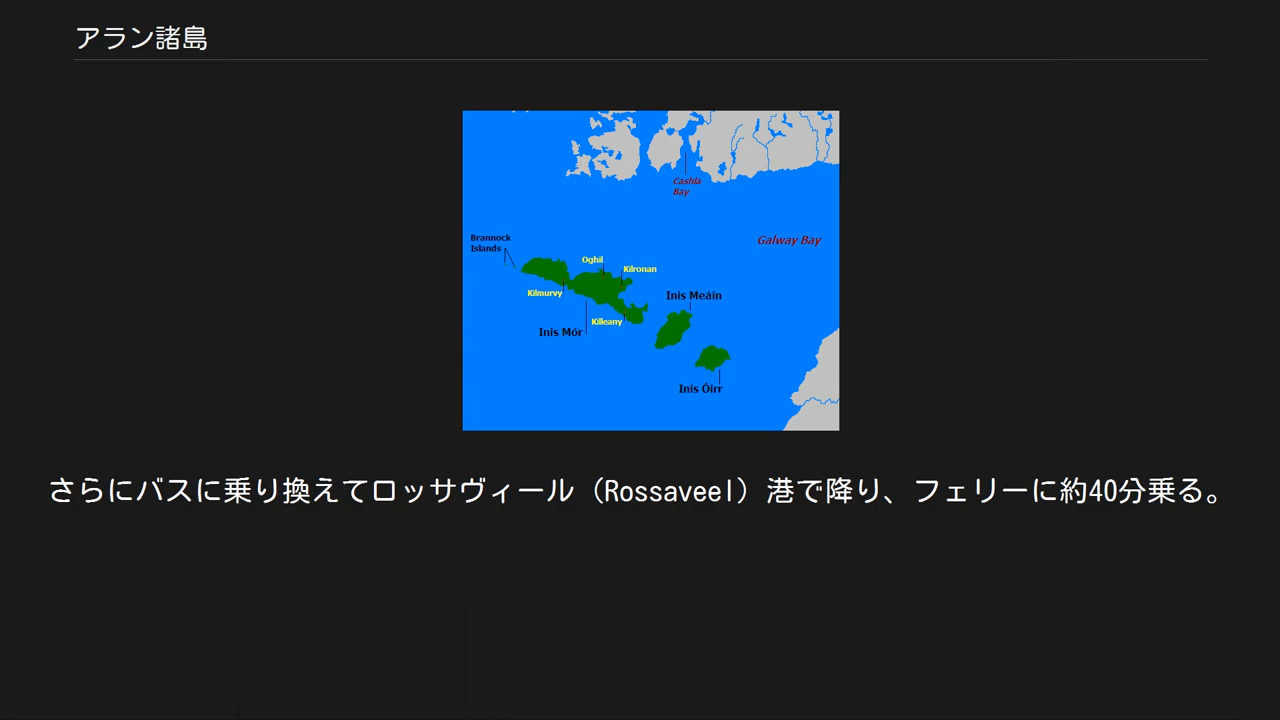 アラン諸島
Cashla
Bay
Galway Bay
Brannock
Islands
Oghil
Kilronan
Kilmurvy
Inis Meáin
Killeany
Inis Mór
Inis Óirr
さらにバスに乗り換えてロッサヴィール（Rossaveel）港で降り、フェリーに約40分乗る。